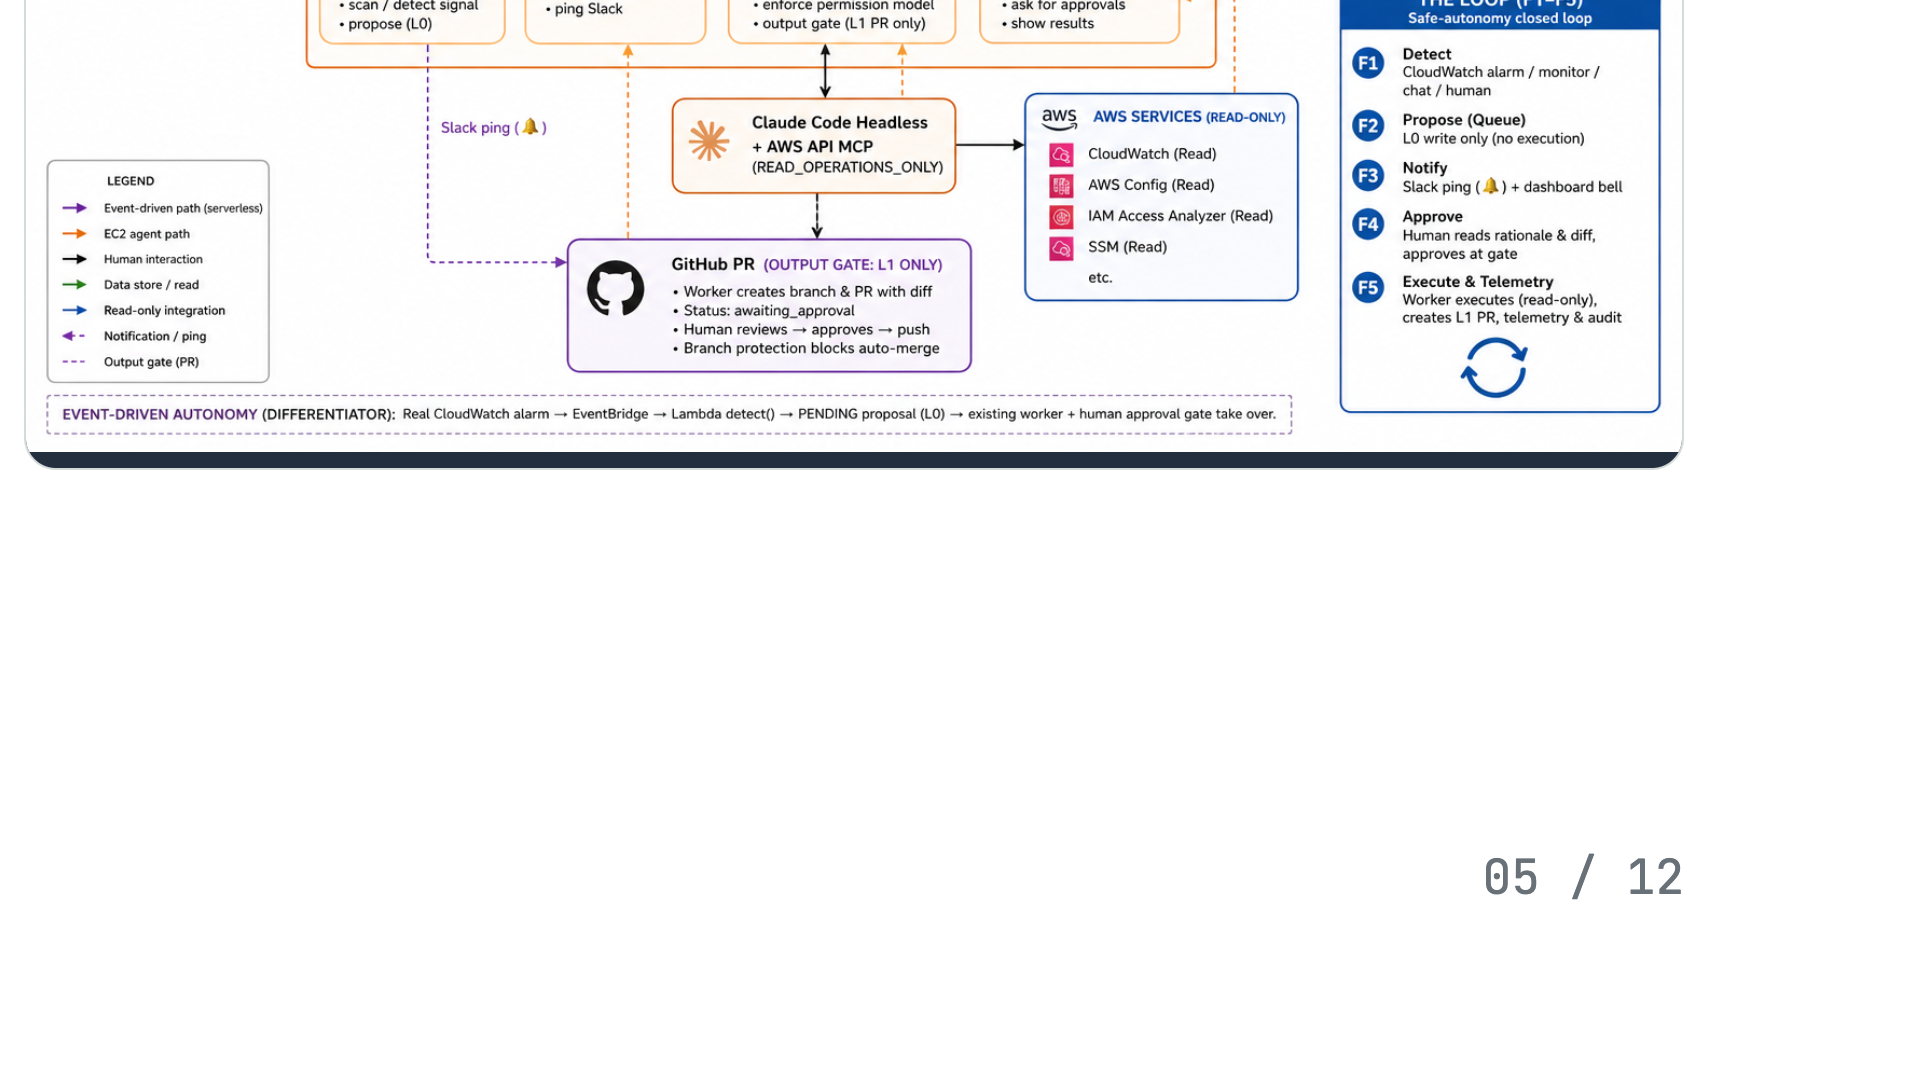 • scan / detect signal
• propose (L0)
• ping Slack
• enforce permission model
• output gate (L1 PR only)
• ask for approvals
• show results
THE LOOP (F1–F5)
Safe-autonomy closed loop
F1
Detect
CloudWatch alarm / monitor /
chat / human
F2
Propose (Queue)
L0 write only (no execution)
F3
Notify
Slack ping (🔔) + dashboard bell
F4
Approve
Human reads rationale & diff,
approves at gate
F5
Execute & Telemetry
Worker executes (read-only),
creates L1 PR, telemetry & audit
Slack ping (🔔)
Claude Code Headless
+ AWS API MCP
(READ_OPERATIONS_ONLY)
aws
AWS SERVICES (READ-ONLY)
CloudWatch (Read)
AWS Config (Read)
IAM Access Analyzer (Read)
SSM (Read)
etc.
LEGEND
Event-driven path (serverless)
EC2 agent path
Human interaction
Data store / read
Read-only integration
Notification / ping
Output gate (PR)
GitHub PR (OUTPUT GATE: L1 ONLY)
• Worker creates branch & PR with diff
• Status: awaiting_approval
• Human reviews → approves → push
• Branch protection blocks auto-merge
EVENT-DRIVEN AUTONOMY (DIFFERENTIATOR): Real CloudWatch alarm → EventBridge → Lambda detect() → PENDING proposal (L0) → existing worker + human approval gate take over.
05 / 12